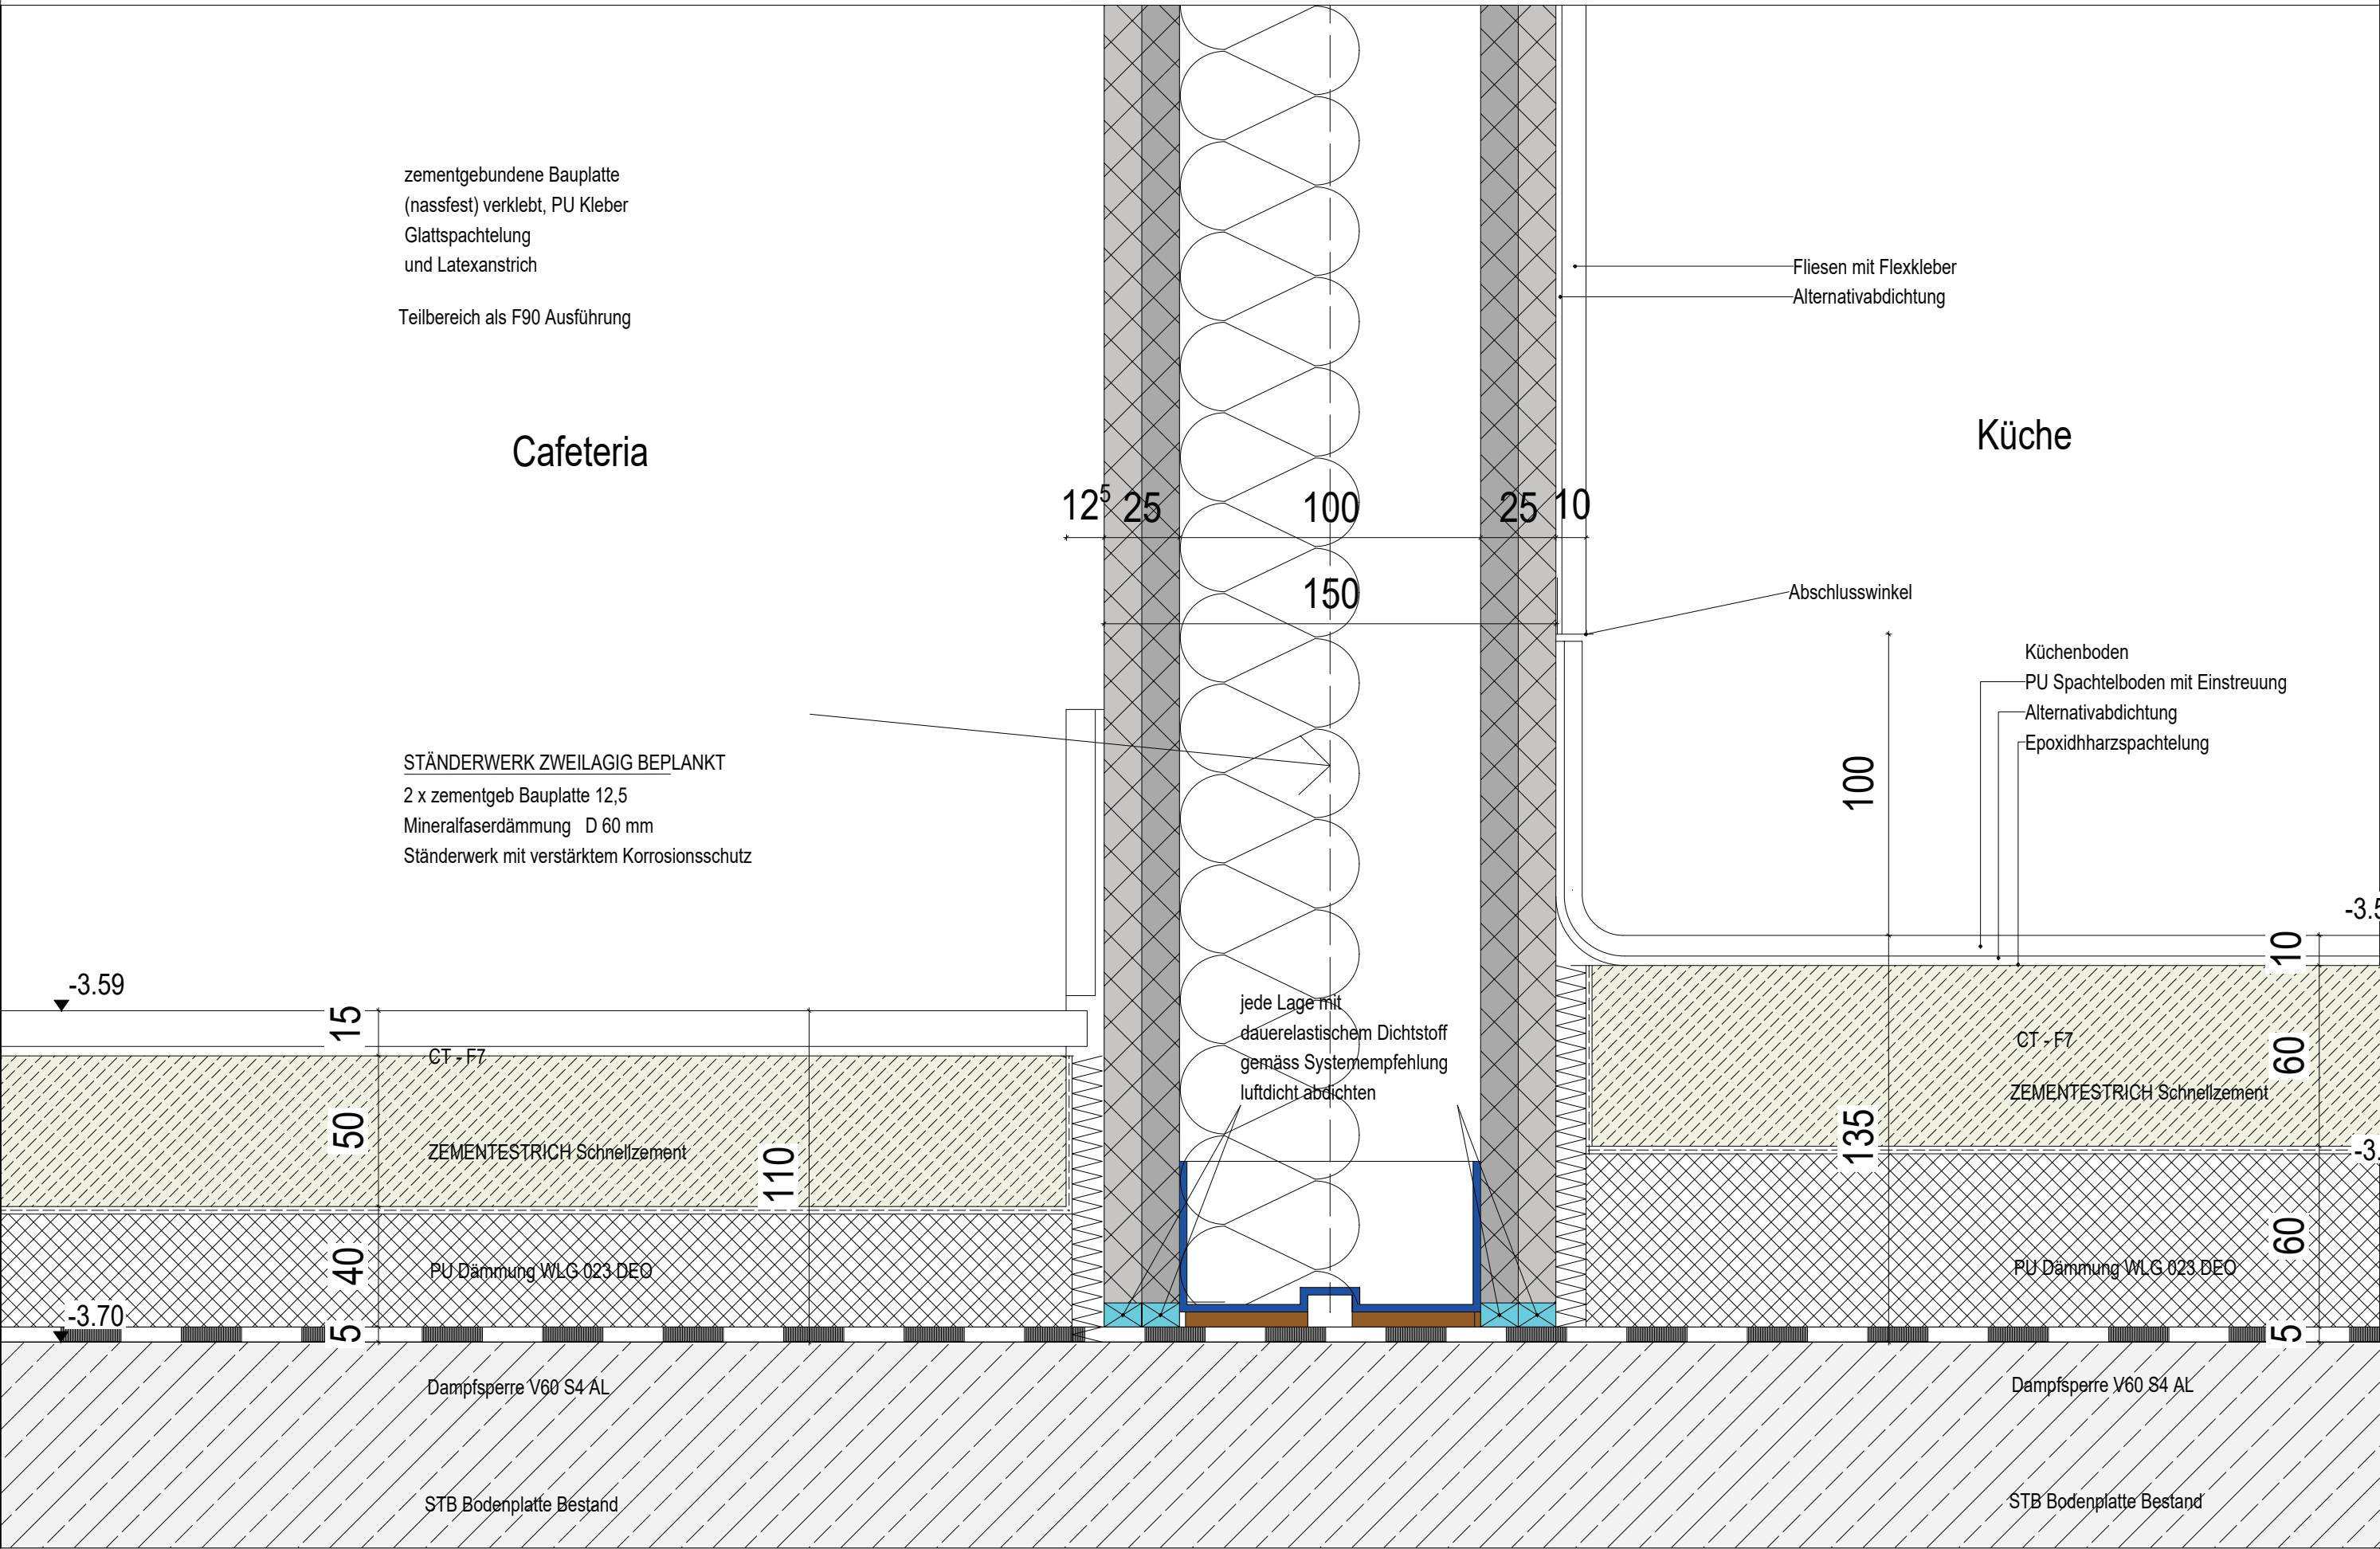 zementgebundene Bauplatte
(nassfest) verklebt, PU Kleber
Glattspachtelung
und Latexanstrich
Teilbereich als F90 Ausführung
Cafeteria
Fliesen mit Flexkleber
Alternativabdichtung
Küche
12⁵ 25 100 25 10
150
Abschlusswinkel
Küchenboden
PU Spachtelboden mit Einstreuung
Alternativabdichtung
Epoxidhharzspachtelung
100
STÄNDERWERK ZWEILAGIG BEPLANKT
2 x zementgeb Bauplatte 12,5
Mineralfaserdämmung D 60 mm
Ständerwerk mit verstärktem Korrosionsschutz
-3.5
10
-3.59
15
jede Lage mit
dauerelastischem Dichtstoff
gemäss Systemempfehlung
luftdicht abdichten
CT - F7
50
ZEMENTESTRICH Schnellzement
110
40
PU Dämmung WLG 023 DEO
-3.70
5
CT - F7
60
ZEMENTESTRICH Schnellzement
135
-3.
60
PU Dämmung WLG 023 DEO
5
Dampfsperre V60 S4 AL
Dampfsperre V60 S4 AL
STB Bodenplatte Bestand
STB Bodenplatte Bestand